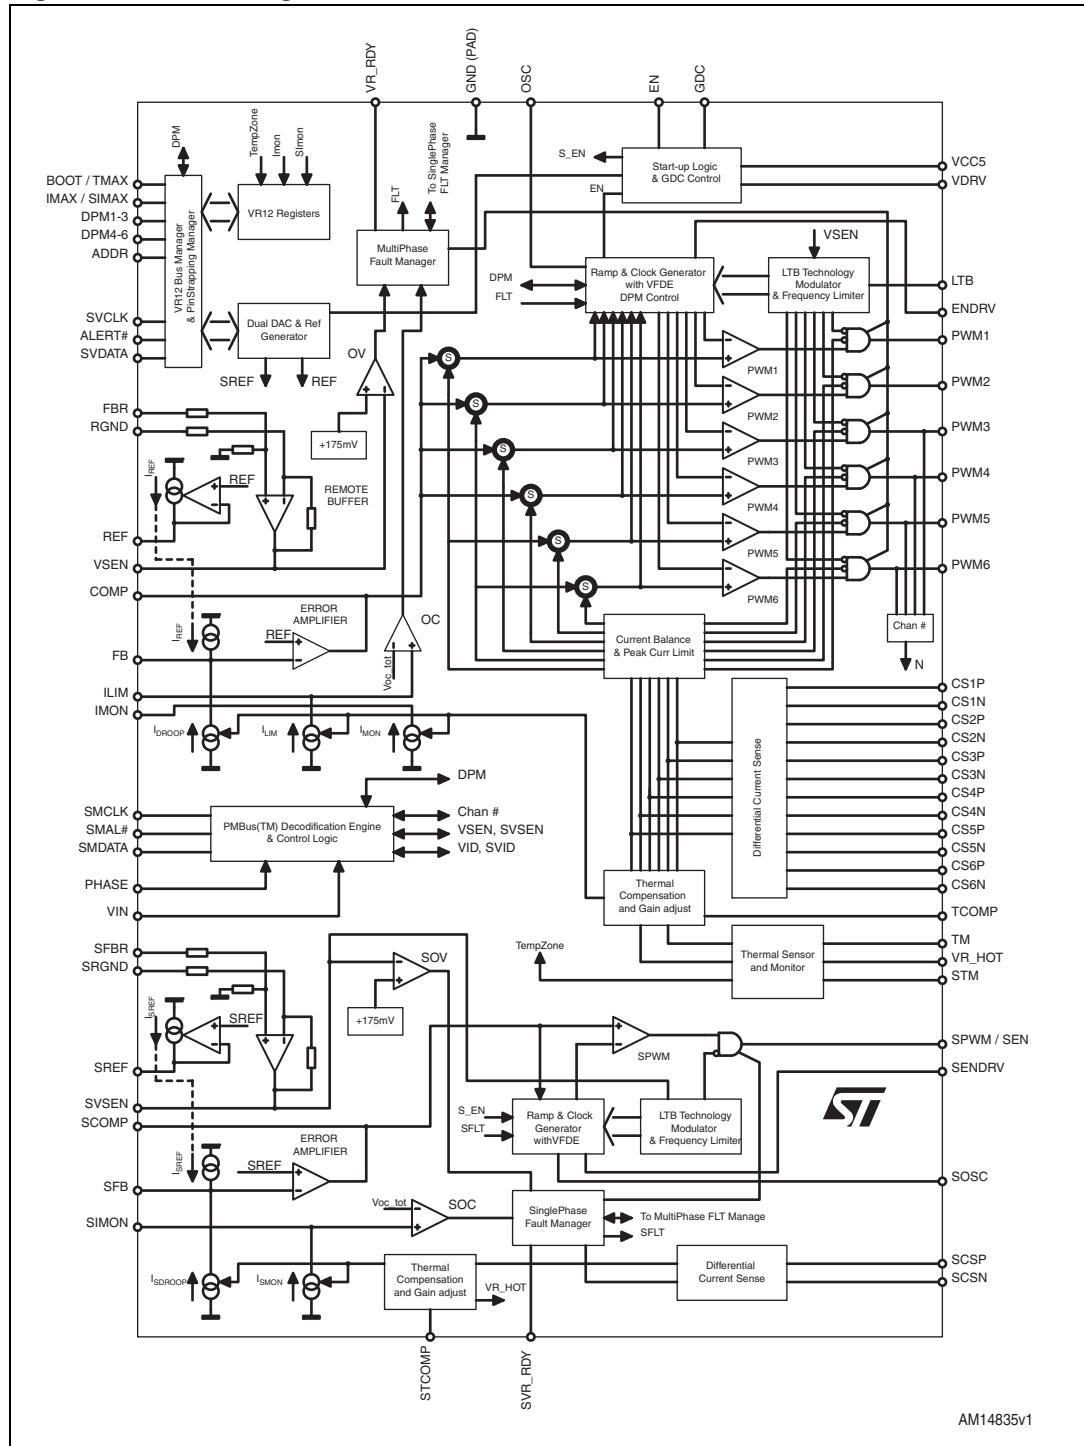 VR_RDY
GND (PAD)
OSC
EN
GDC
DPM
TempZone
Imon
SImon
FLT
To SinglePhase
FLT Manager
S_EN
EN
Start-up Logic
& GDC Control
VCC5
VDRV
BOOT / TMAX
IMAX / SIMAX
DPM1-3
DPM4-6
ADDR
SVCLK
ALERT#
SVDATA
VR12 Bus Manager
& PinStrapping Manager
VR12 Registers
MultiPhase
Fault Manager
VSEN
DPM
FLT
Ramp & Clock Generator
with VFDE
DPM Control
LTB Technology
Modulator
& Frequency Limiter
LTB
ENDRV
Dual DAC & Ref
Generator
SREF
REF
OV
+175mV
S
S
S
S
S
S
PWM1
PWM2
PWM3
PWM4
PWM5
PWM6
PWM1
PWM2
PWM3
PWM4
PWM5
PWM6
FBR
RGND
IREF
REF
REMOTE
BUFFER
REF
VSEN
COMP
IREF
ERROR
AMPLIFIER
REF
OC
Voc_tot
Current Balance
& Peak Curr Limit
Chan #
N
FB
ILIM
IMON
IDROOP
ILIM
IMON
CS1P
CS1N
CS2P
CS2N
CS3P
CS3N
CS4P
CS4N
CS5P
CS5N
CS6P
CS6N
Differential Current Sense
DPM
SMCLK
SMAL#
SMDATA
PMBus(TM) Decodification Engine
& Control Logic
Chan #
VSEN, SVSEN
VID, SVID
PHASE
VIN
Thermal
Compensation
and Gain adjust
TCOMP
TM
VR_HOT
STM
Thermal Sensor
and Monitor
TempZone
SFBR
SRGND
ISREF
SREF
SOV
+175mV
SPWM
SPWM / SEN
SENDRV
SREF
SVSEN
SCOMP
S_EN
SFLT
Ramp & Clock
Generator
withVFDE
LTB Technology
Modulator
& Frequency Limiter
ST
ISREF
ERROR
AMPLIFIER
SREF
SFB
SOSC
Voc_tot
SOC
SinglePhase
Fault Manager
To MultiPhase FLT Manage
SFLT
SIMON
ISDROOP
ISMON
Thermal
Compensation
and Gain adjust
VR_HOT
Differential
Current Sense
SCSP
SCSN
STCOMP
SVR_RDY
AM14835v1